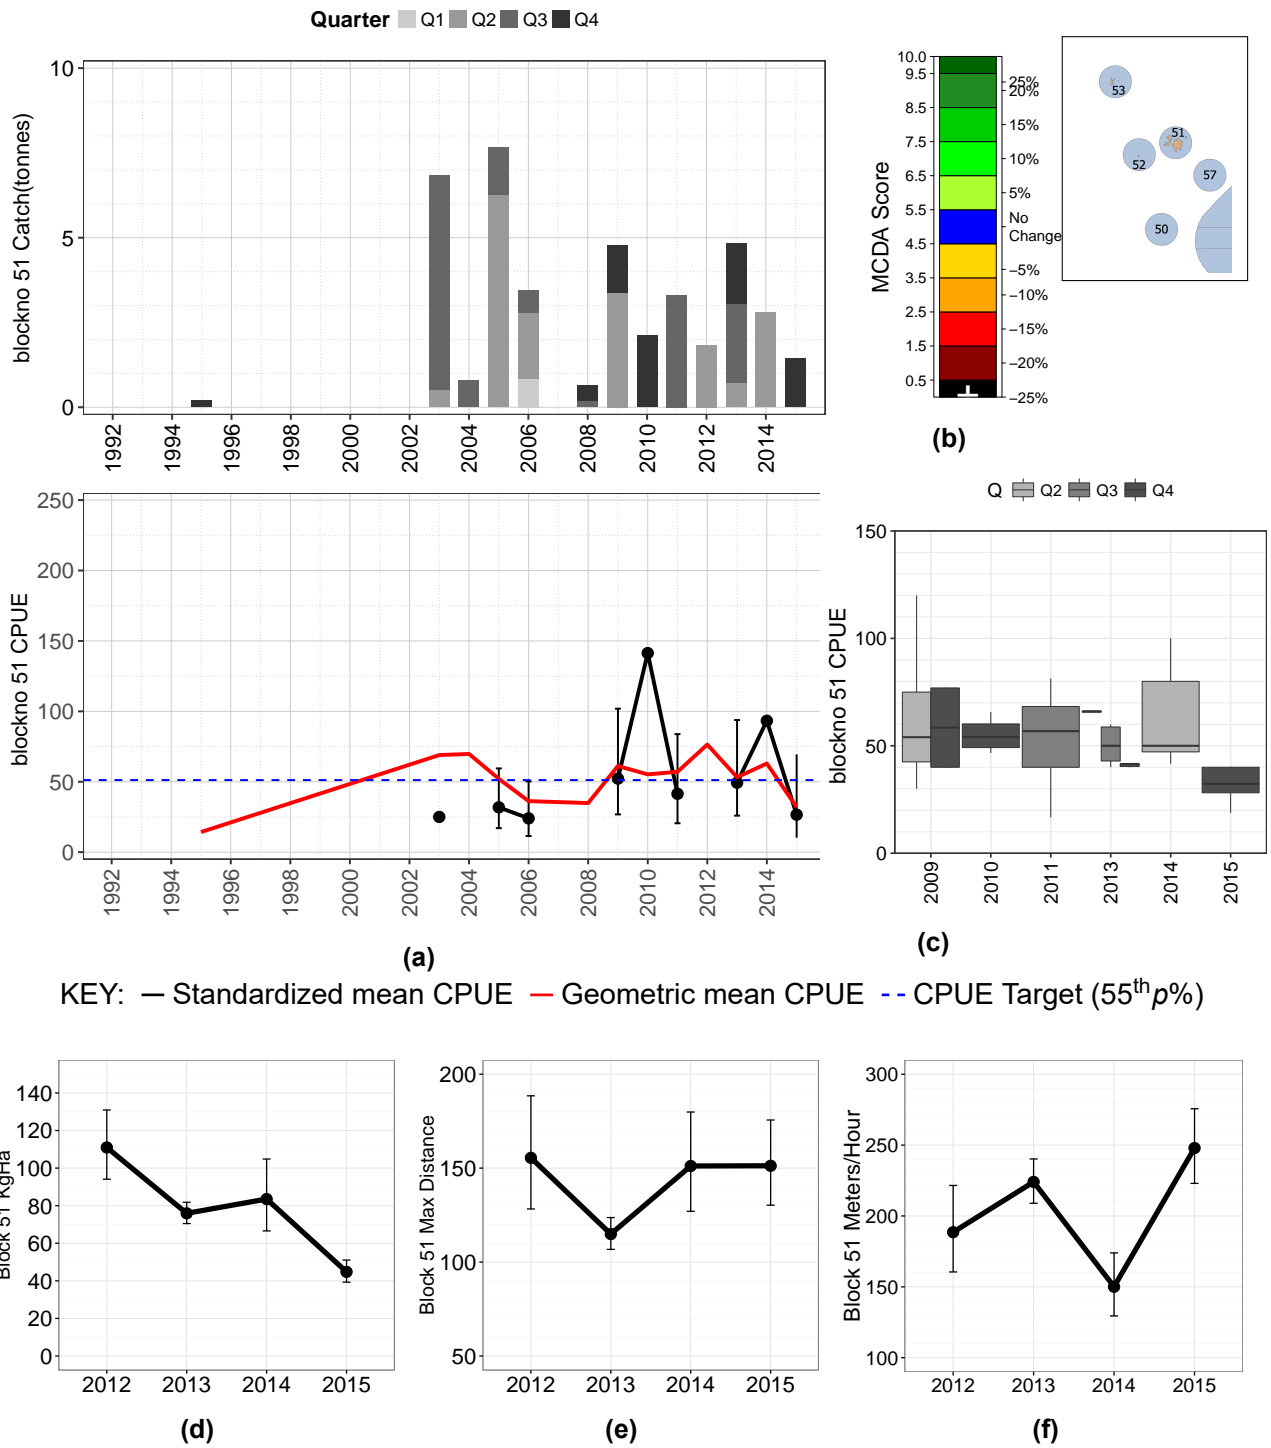 Quarter Q1 Q2 Q3 Q4
blockno 51 Catch(tonnes)
10
5
0
1992 1994 1996 1998 2000 2002 2004 2006 2008 2010 2012 2014
MCDA Score
10.0
9.5
8.5
7.5
6.5
5.5
4.5
3.5
2.5
1.5
0.5
25%
20%
15%
10%
5%
No
Change
−5%
−10%
−15%
−20%
−25%
(b)
53
51
52
57
50
blockno 51 CPUE
250
200
150
100
50
0
1992 1994 1996 1998 2000 2002 2004 2006 2008 2010 2012 2014
(a)
Q Q2 Q3 Q4
blockno 51 CPUE
150
100
50
0
2009 2010 2011 2013 2014 2015
(c)
KEY: Standardized mean CPUE Geometric mean CPUE CPUE Target (55th p%)
Block 51 KgHa
140
120
100
80
60
40
20
0
2012 2013 2014 2015
(d)
Block 51 Max Distance
200
150
100
50
2012 2013 2014 2015
(e)
Block 51 Meters/Hour
300
250
200
150
100
2012 2013 2014 2015
(f)